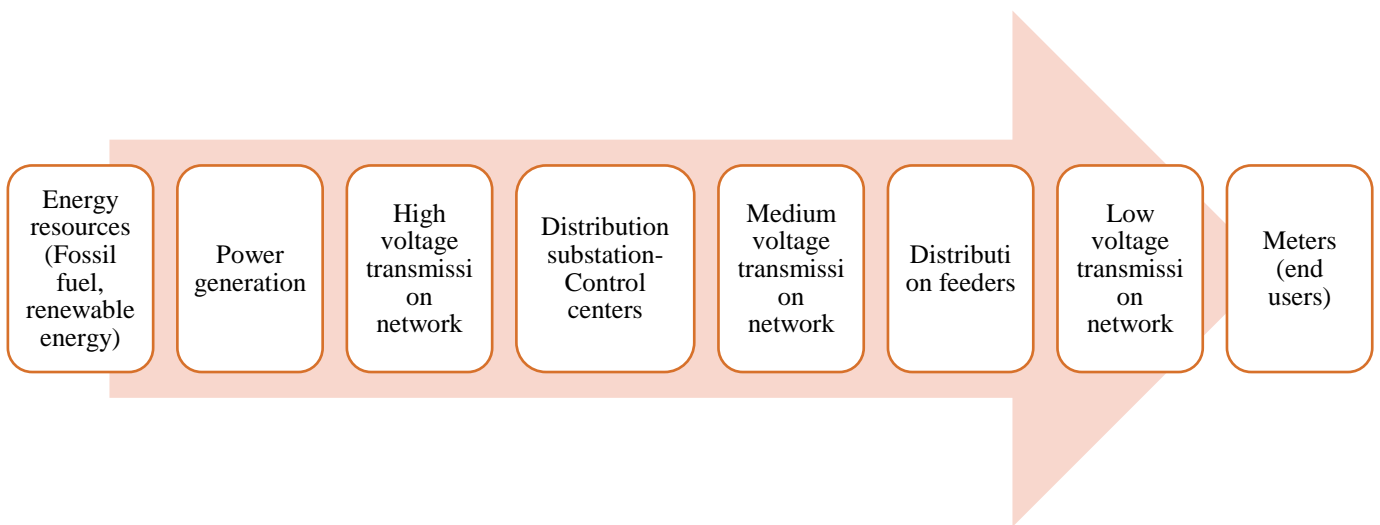 Energy
resources
(Fossil
fuel,
renewable
energy)
Power
generation
High
voltage
transmissi
on
network
Distribution
substation-
Control
centers
Medium
voltage
transmissi
on
network
Distributi
on feeders
Low
voltage
transmissi
on
network
Meters
(end
users)